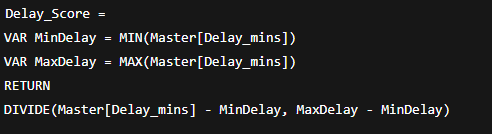 Delay_Score =
VAR MinDelay = MIN(Master[Delay_mins])
VAR MaxDelay = MAX(Master[Delay_mins])
RETURN
DIVIDE(Master[Delay_mins] - MinDelay, MaxDelay - MinDelay)